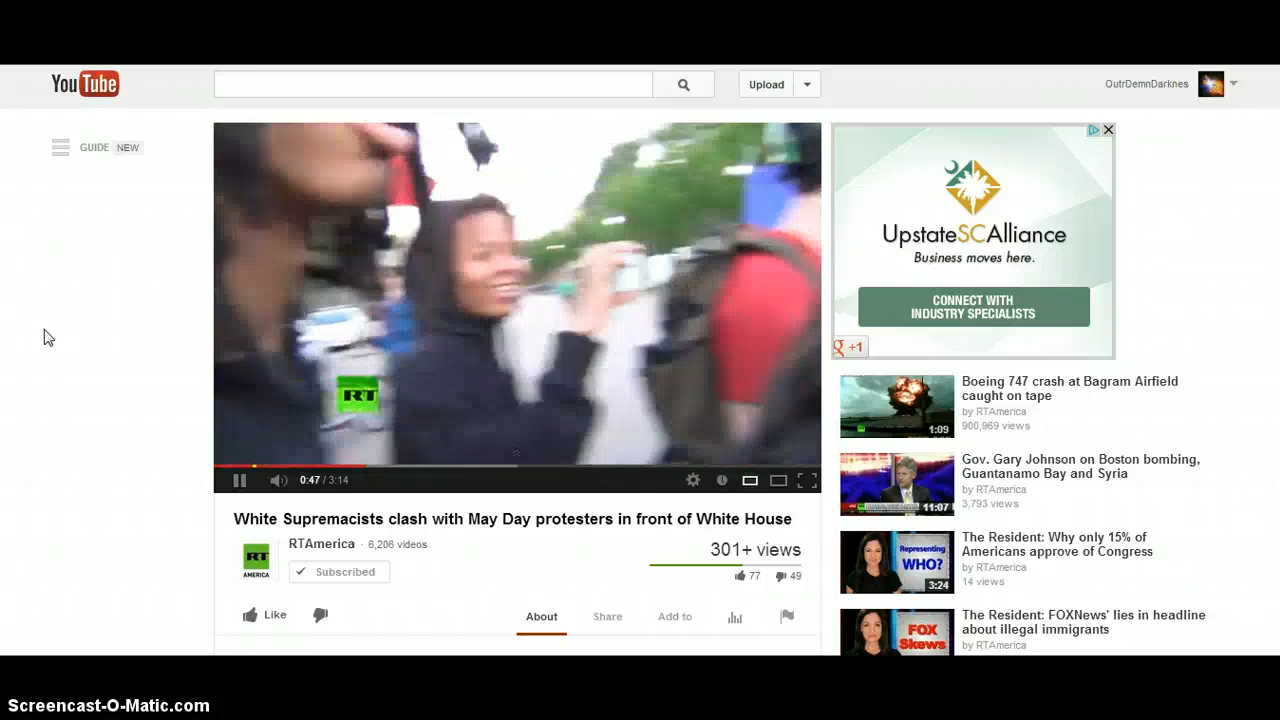 YouTube
Upload
OutrDemnDarknes
GUIDE NEW
RT
0:47 / 3:14
White Supremacists clash with May Day protesters in front of White House
RT
AMERICA
RTAmerica · 6,206 videos
Subscribed
301+ views
77 49
Like
About
Share
Add to
UpstateSCAlliance
Business moves here.
CONNECT WITH
INDUSTRY SPECIALISTS
g +1
1:09
Boeing 747 crash at Bagram Airfield
caught on tape
by RTAmerica
900,969 views
11:07
Gov. Gary Johnson on Boston bombing,
Guantanamo Bay and Syria
by RTAmerica
3,793 views
Representing
WHO?
3:24
The Resident: Why only 15% of
Americans approve of Congress
by RTAmerica
14 views
FOX
Skews
The Resident: FOXNews' lies in headline
about illegal immigrants
by RTAmerica
Screencast-O-Matic.com